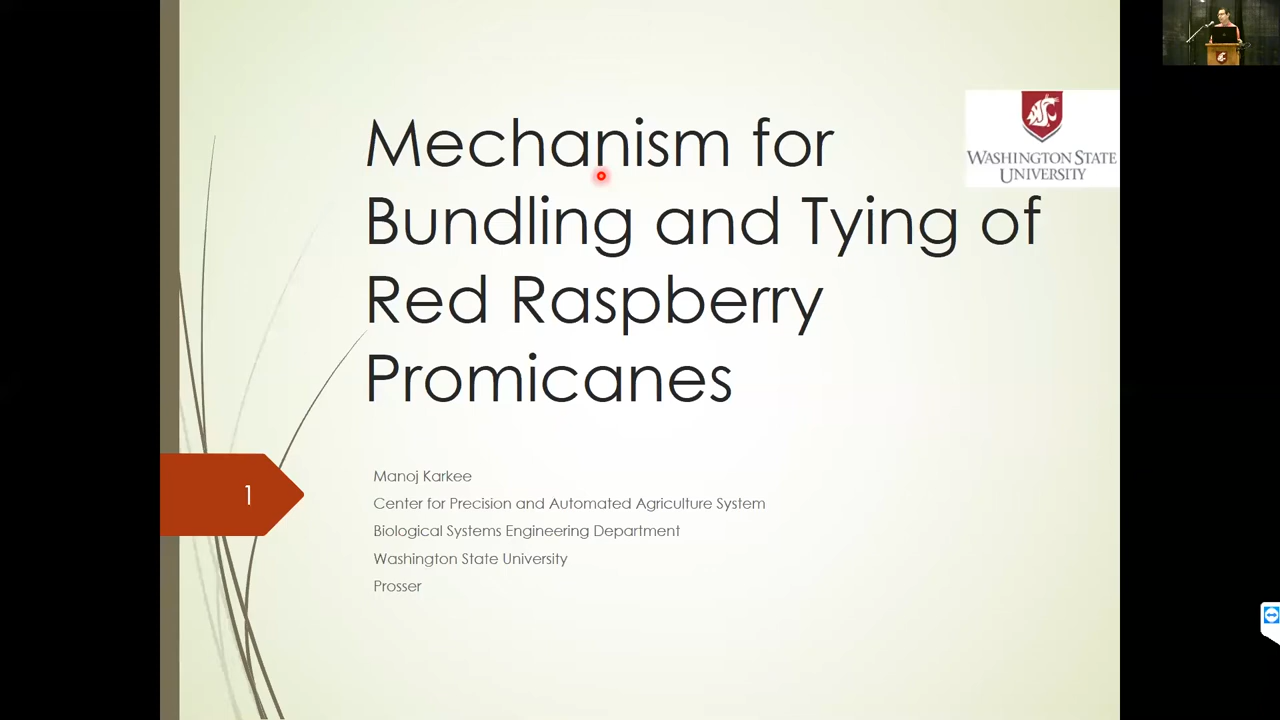 Mechanism for
Bundling and Tying of
Red Raspberry
Promicanes
WASHINGTON STATE
UNIVERSITY
Manoj Karkee
Center for Precision and Automated Agriculture System
Biological Systems Engineering Department
Washington State University
Prosser
1